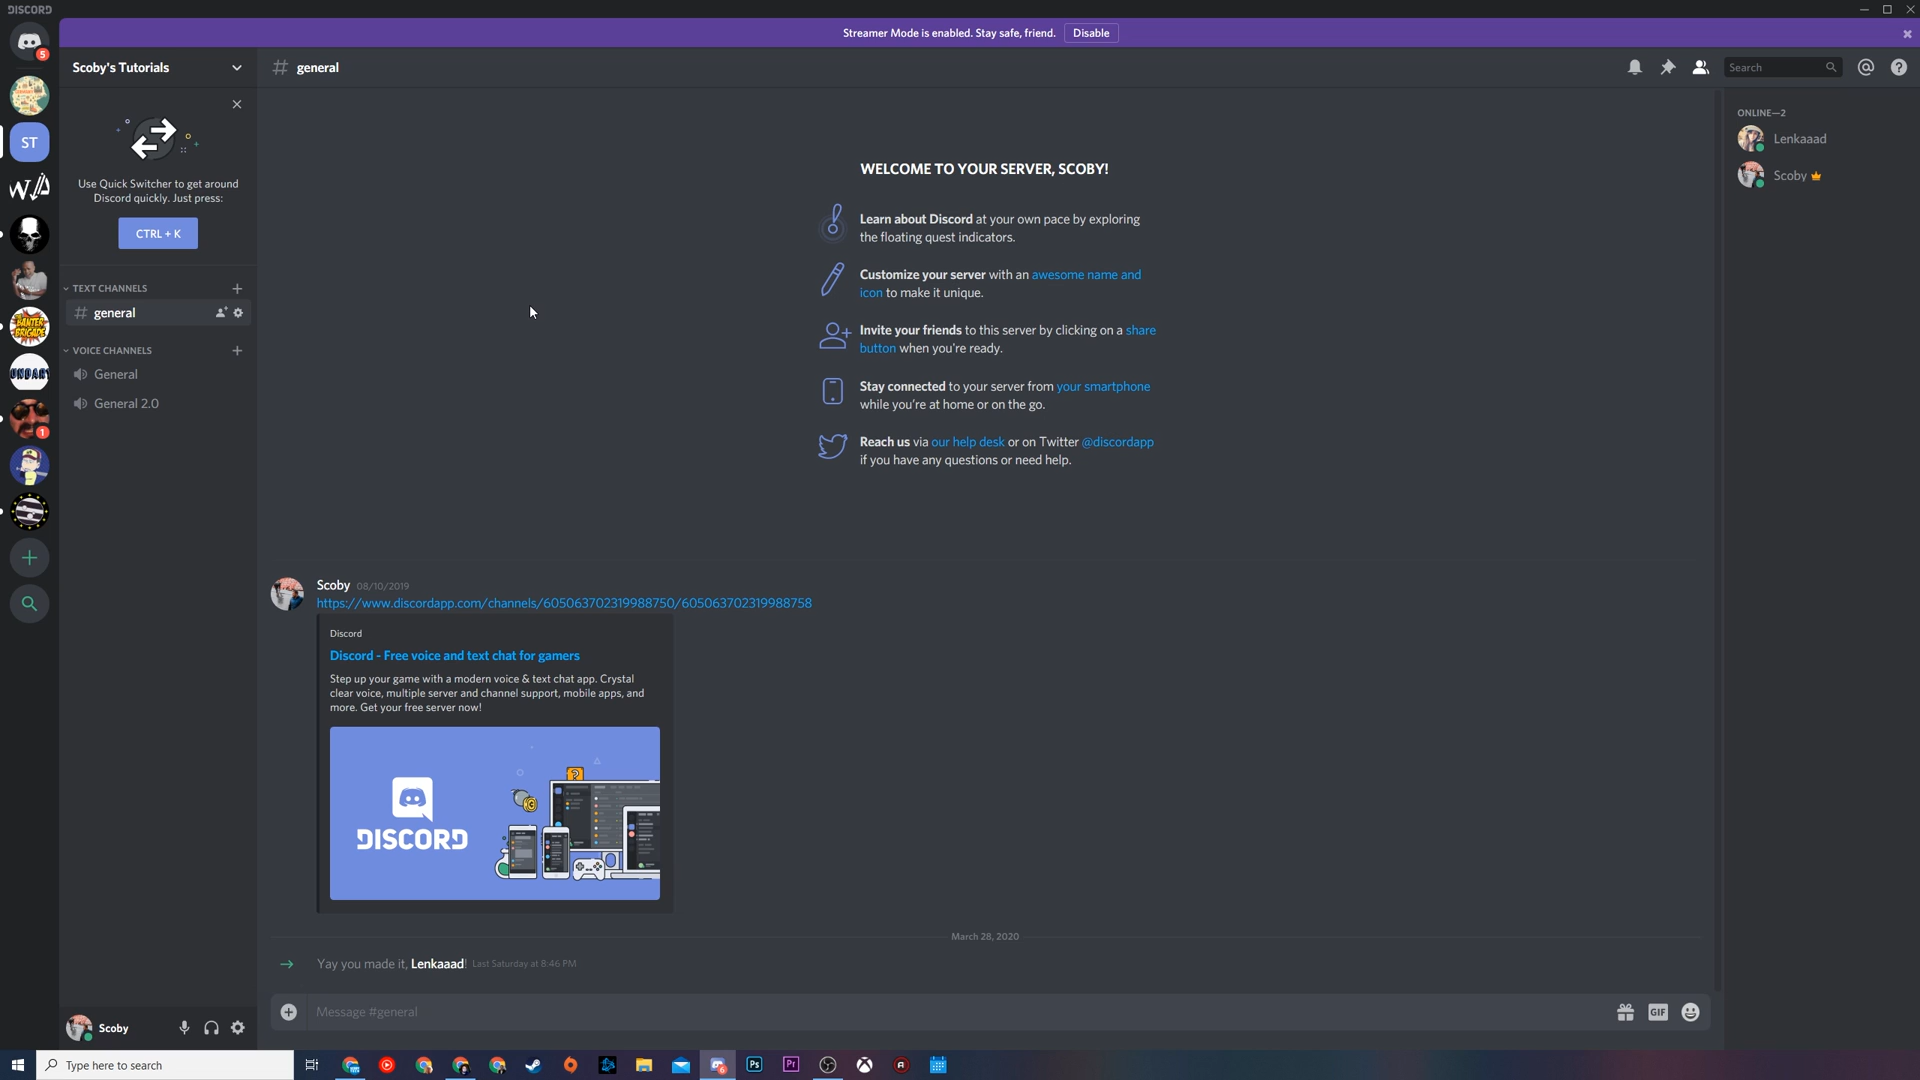 DISCORD
Streamer Mode is enabled. Stay safe, friend.
Disable
5
Scoby's Tutorials
# general
Search
Use Quick Switcher to get around
Discord quickly. Just press:
CTRL + K
ST
TEXT CHANNELS
# general
BANTER
BRIGADE
VOICE CHANNELS
General
General 2.0
1
WELCOME TO YOUR SERVER, SCOBY!
Learn about Discord at your own pace by exploring
the floating quest indicators.
Customize your server with an awesome name and
icon to make it unique.
Invite your friends to this server by clicking on a share
button when you're ready.
Stay connected to your server from your smartphone
while you're at home or on the go.
Reach us via our help desk or on Twitter @discordapp
if you have any questions or need help.
ONLINE—2
Lenkaaad
Scoby
Scoby 08/10/2019
https://www.discordapp.com/channels/605063702319988750/605063702319988758
Discord
Discord - Free voice and text chat for gamers
Step up your game with a modern voice & text chat app. Crystal
clear voice, multiple server and channel support, mobile apps, and
more. Get your free server now!
DISCORD
March 28, 2020
Yay you made it, Lenkaaad! Last Saturday at 8:46 PM
Message #general
GIF
Scoby
Type here to search
6
Ps
Pr